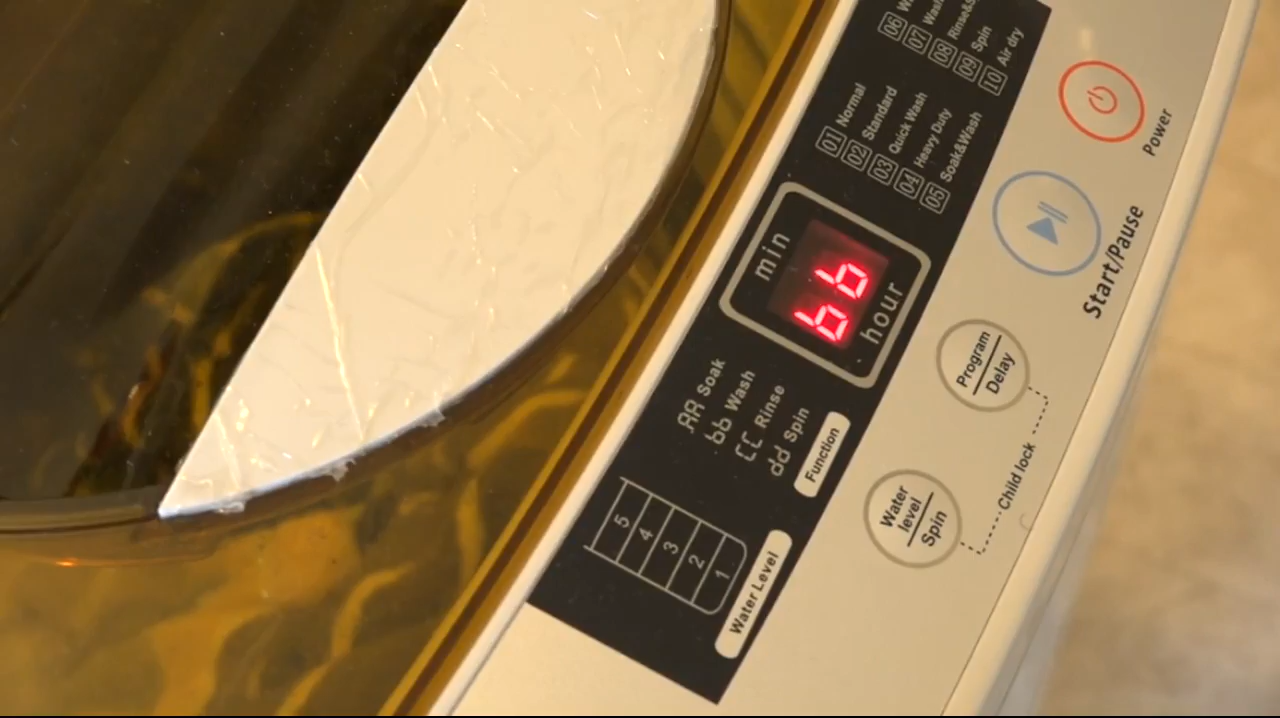 06
07
08 Rinse&S
09 Spin
10 Air dry
01 Normal
02 Standard
03 Quick Wash
04 Heavy Duty
05 Soak&Wash
Power
min
bb
hour
Start/Pause
AA Soak
bb Wash
CC Rinse
dd Spin
Function
Program
Delay
Child lock
Water
level
Spin
5
4
3
2
1
Water Level